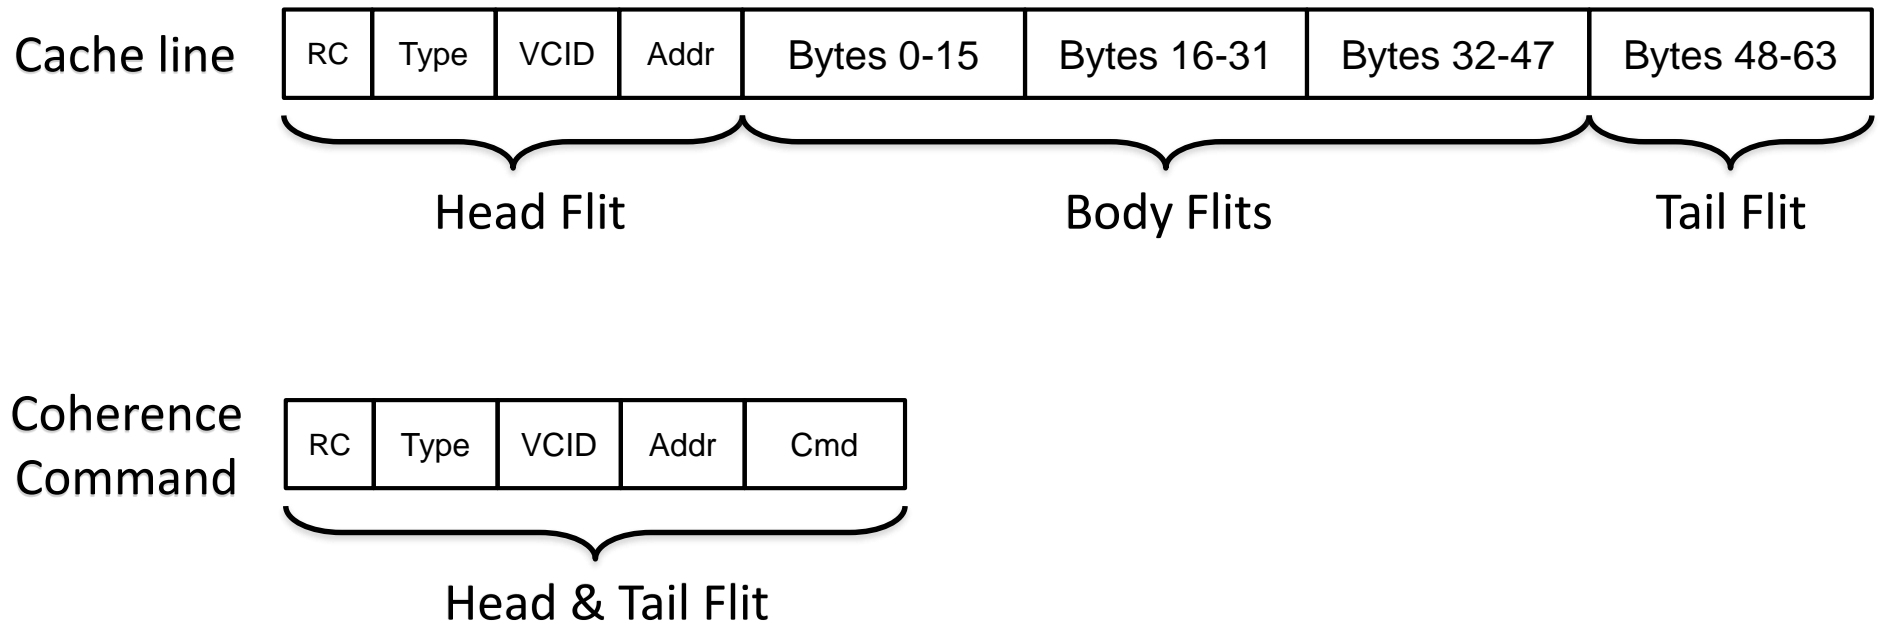 Cache line RC Type VCID Addr Bytes 0-15 Bytes 16-31 Bytes 32-47 Bytes 48-63
Head Flit Body Flits Tail Flit
Coherence
Command RC Type VCID Addr Cmd
Head & Tail Flit